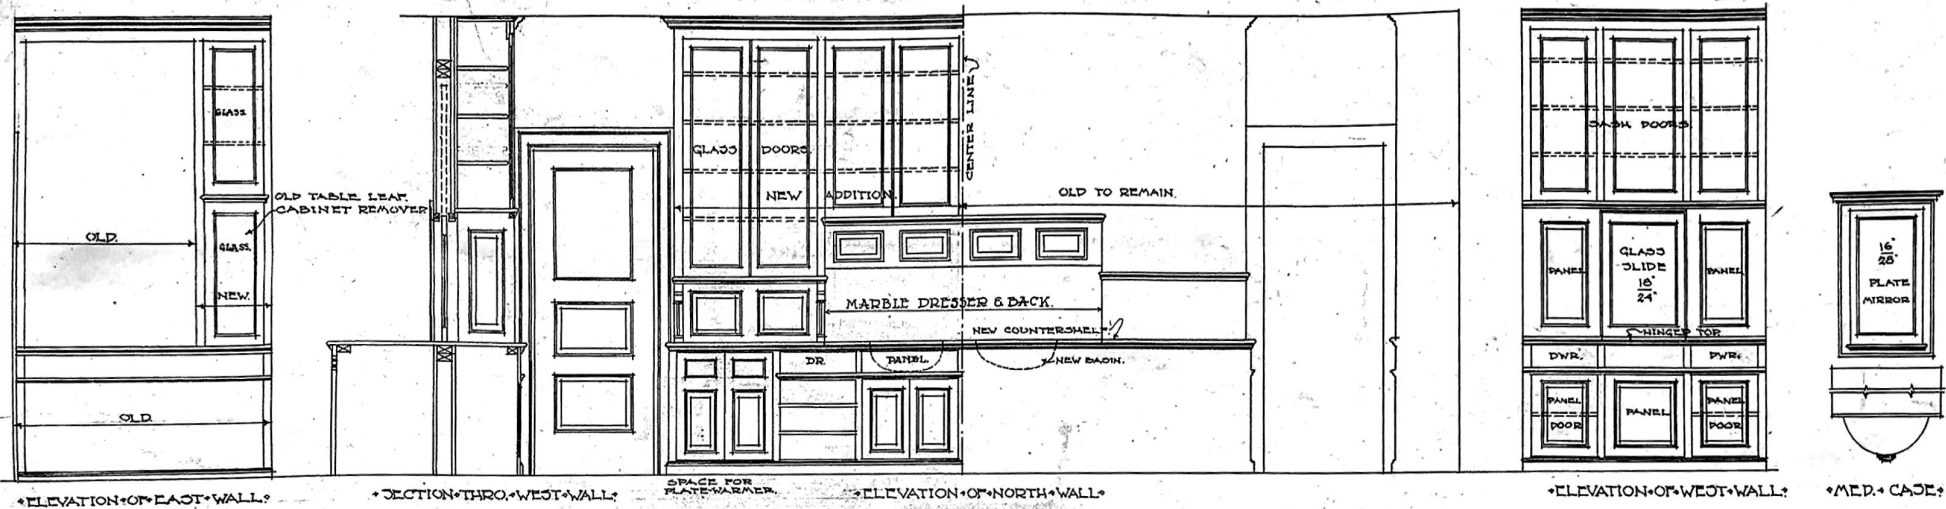 GLASS.
OLD TABLE LEAF.
CABINET REMOVED
OLD.
GLASS.
NEW.
OLD
•ELEVATION•OF•EAST•WALL•
•SECTION•THRO.•WEST•WALL•
GLASS DOORS.
NEW ADDITION.
CENTER LINE
OLD TO REMAIN.
MARBLE DRESSER & BACK.
NEW COUNTERSHELF
DR.
PANEL.
NEW BASIN.
SPACE FOR
PLATE-WARMER.
•ELEVATION•OF•NORTH•WALL•
SASH DOORS.
PANEL
GLASS
SLIDE
18"
24"
PANEL
HINGED TOP
DWR.
DWR.
PANEL
DOOR
PANEL
PANEL
DOOR
•ELEVATION•OF•WEST•WALL•
16"
28"
PLATE
MIRROR
•MED.•CASE•